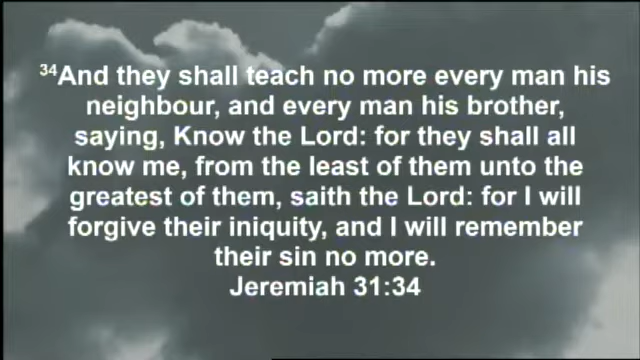 ³⁴And they shall teach no more every man his
neighbour, and every man his brother,
saying, Know the Lord: for they shall all
know me, from the least of them unto the
greatest of them, saith the Lord: for I will
forgive their iniquity, and I will remember
their sin no more.
Jeremiah 31:34